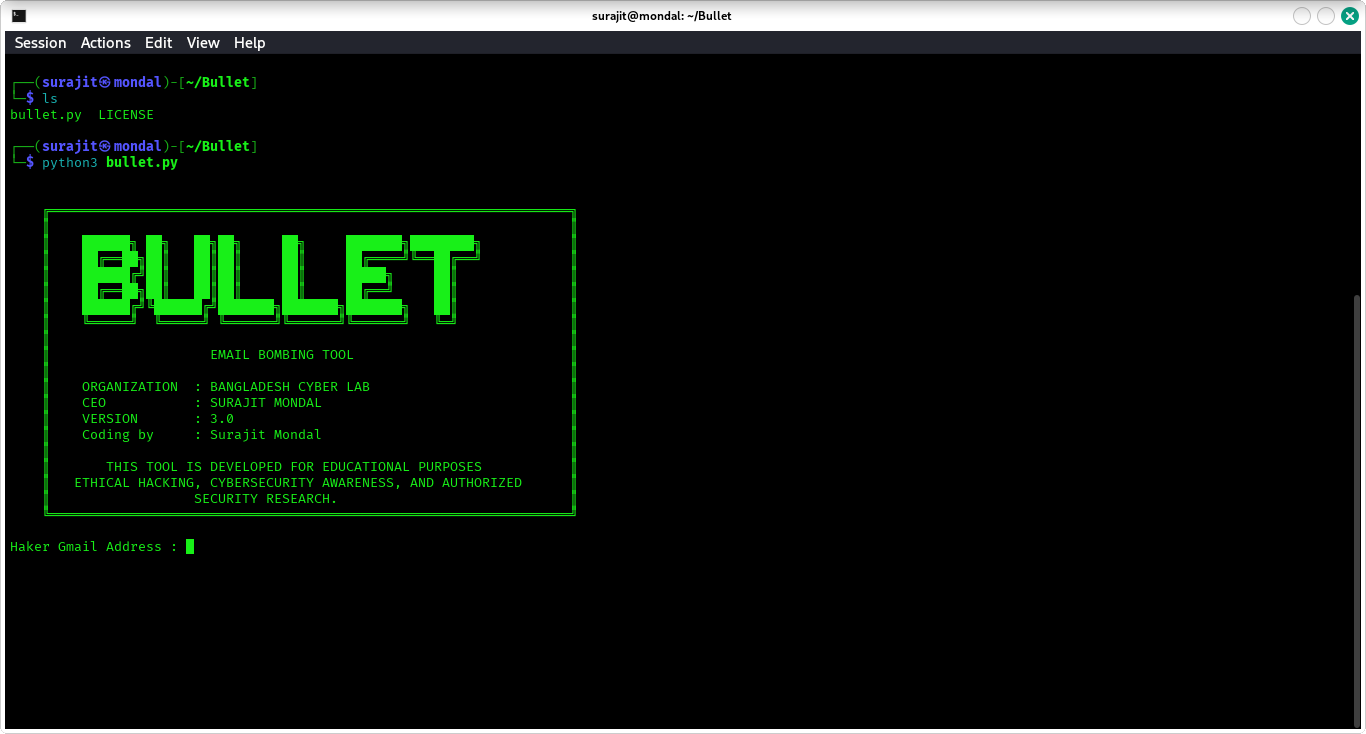 surajit@mondal: ~/Bullet
Session Actions Edit View Help
┌──(surajit㉿mondal)-[~/Bullet]
└─$ ls
bullet.py  LICENSE
┌──(surajit㉿mondal)-[~/Bullet]
└─$ python3 bullet.py
BULLET
EMAIL BOMBING TOOL
ORGANIZATION  : BANGLADESH CYBER LAB
CEO           : SURAJIT MONDAL
VERSION       : 3.0
Coding by     : Surajit Mondal
THIS TOOL IS DEVELOPED FOR EDUCATIONAL PURPOSES
ETHICAL HACKING, CYBERSECURITY AWARENESS, AND AUTHORIZED
SECURITY RESEARCH.
Haker Gmail Address :